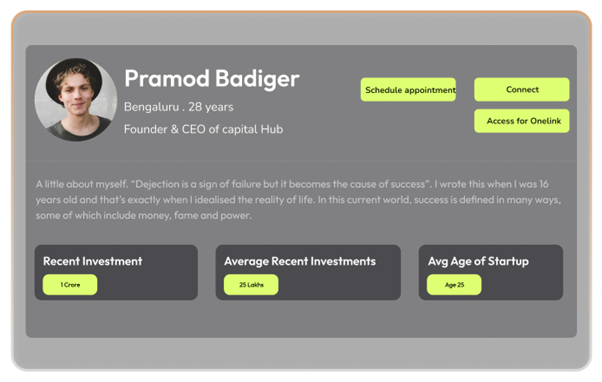 Pramod Badiger
Bengaluru . 28 years
Founder & CEO of capital Hub
Schedule appointment
Connect
Access for Onelink
A little about myself. “Dejection is a sign of failure but it becomes the cause of success”. I wrote this when I was 16
years old and that's exactly when I idealised the reality of life. In this current world, success is defined in many ways,
some of which include money, fame and power.
Recent Investment
1 Crore
Average Recent Investments
25 Lakhs
Avg Age of Startup
Age 25